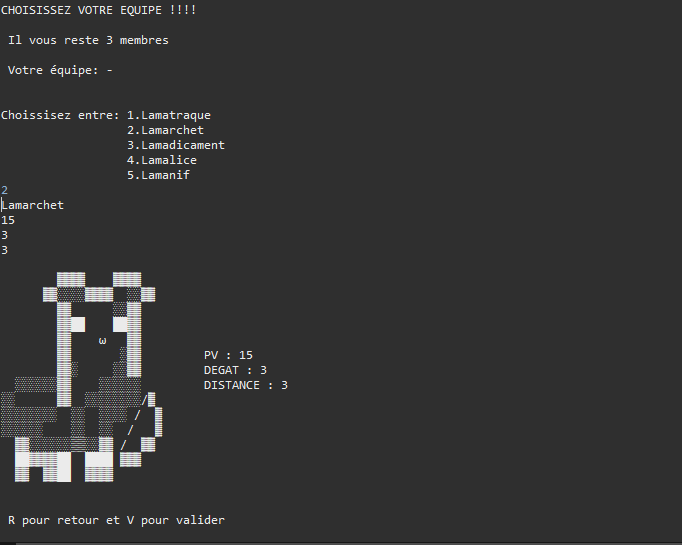 CHOISISSEZ VOTRE EQUIPE !!!!
Il vous reste 3 membres
Votre équipe: -
Choissisez entre: 1.Lamatraque
2.Lamarchet
3.Lamadicament
4.Lamalice
5.Lamanif
2
Lamarchet
15
3
3
ω
PV : 15
DEGAT : 3
DISTANCE : 3
R pour retour et V pour valider